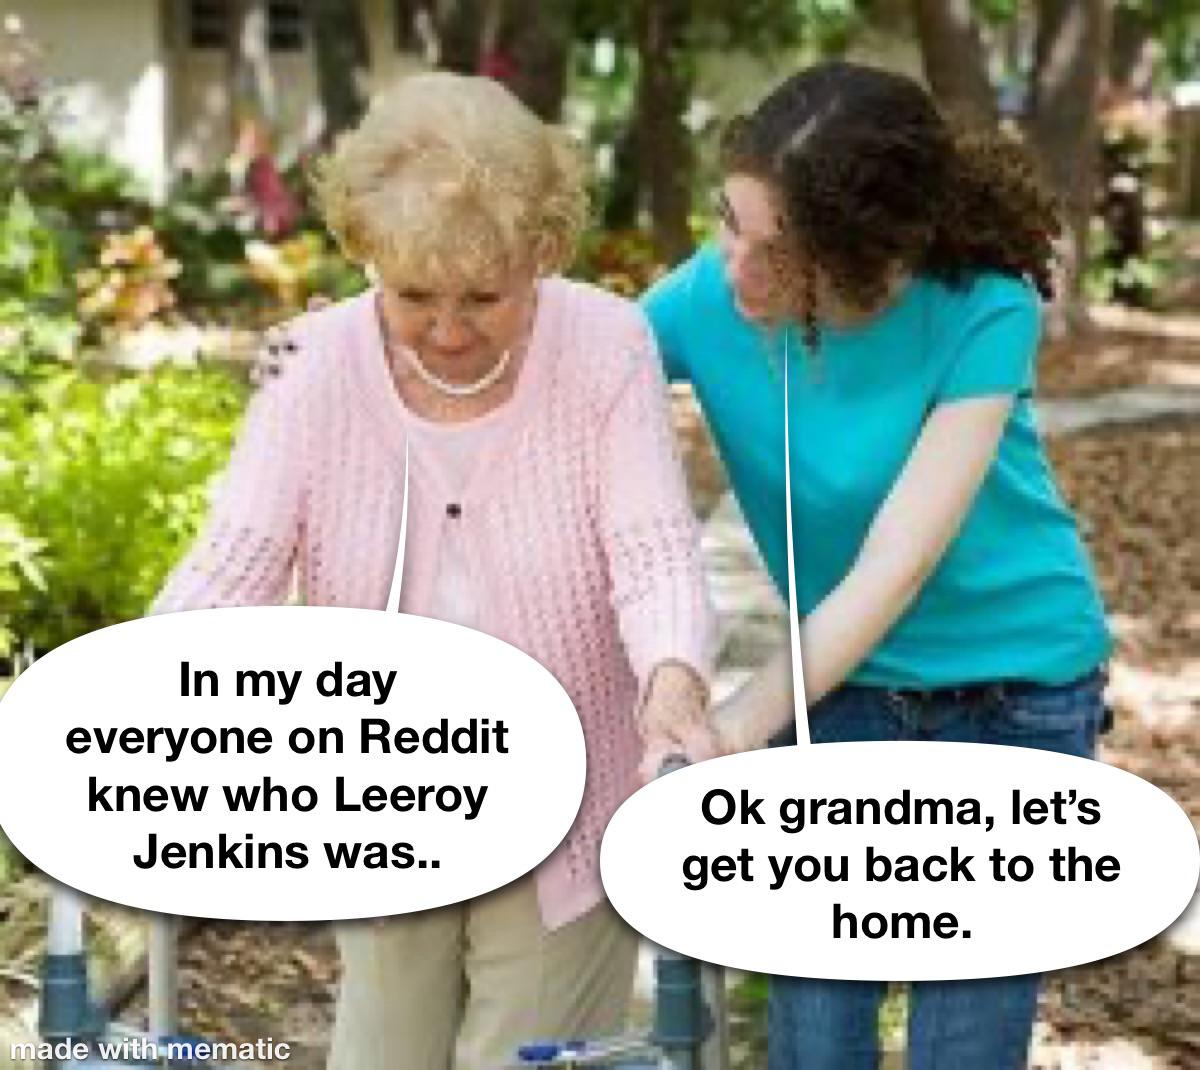 In my day
everyone on Reddit
knew who Leeroy
Jenkins was..
Ok grandma, let’s
get you back to the
home.
made with mematic